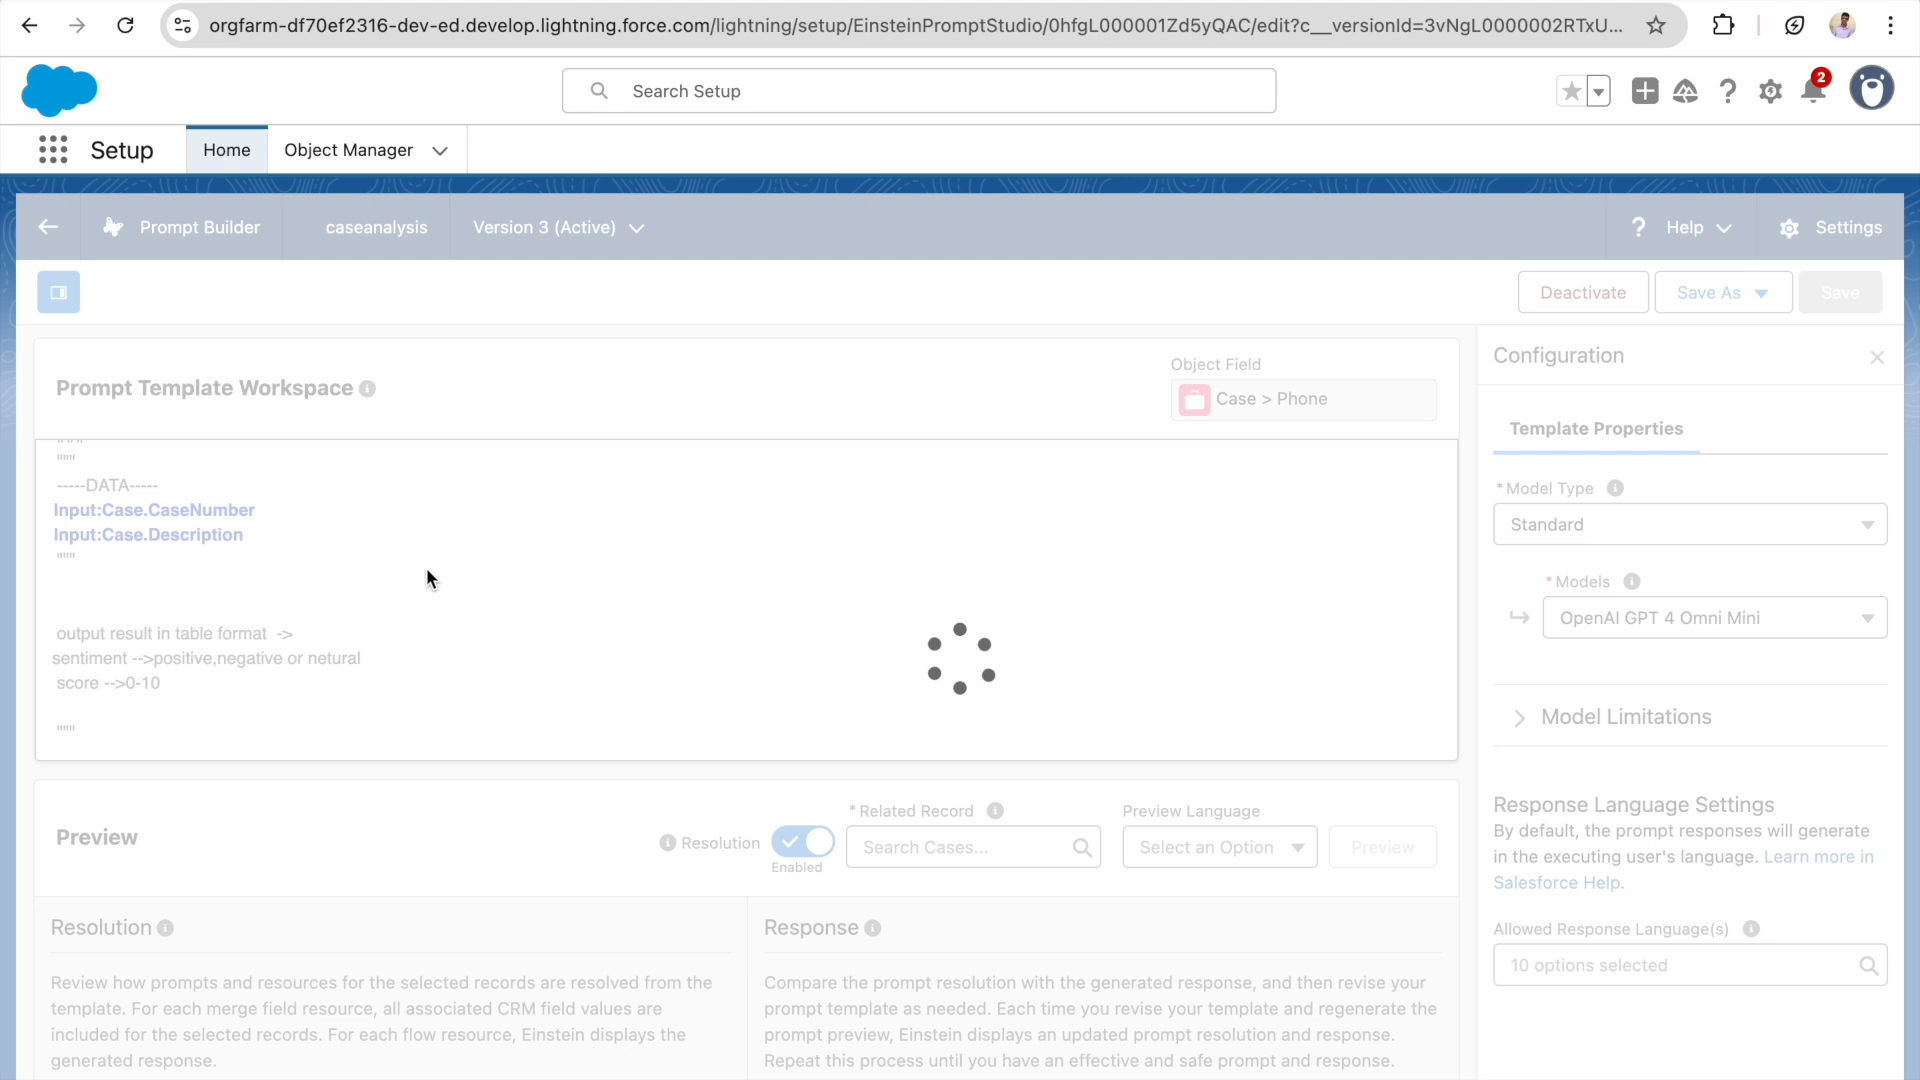 orgfarm-df70ef2316-dev-ed.develop.lightning.force.com/lightning/setup/EinsteinPromptStudio/0hfgL000001Zd5yQAC/edit?c__versionId=3vNgL0000002RTxU...
Search Setup
2
Setup
Home
Object Manager
Prompt Builder
caseanalysis
Version 3 (Active)
? Help
Settings
Deactivate
Save As
Save
Prompt Template Workspace
Object Field
Case > Phone
"""
-----DATA-----
Input:Case.CaseNumber
Input:Case.Description
"""
output result in table format ->
sentiment -->positive,negative or netural
score -->0-10
"""
Configuration
Template Properties
* Model Type
Standard
* Models
OpenAI GPT 4 Omni Mini
Model Limitations
Response Language Settings
By default, the prompt responses will generate
in the executing user's language. Learn more in
Salesforce Help.
Allowed Response Language(s)
10 options selected
Preview
Resolution
Enabled
* Related Record
Search Cases...
Preview Language
Select an Option
Preview
Resolution
Review how prompts and resources for the selected records are resolved from the
template. For each merge field resource, all associated CRM field values are
included for the selected records. For each flow resource, Einstein displays the
generated response.
Response
Compare the prompt resolution with the generated response, and then revise your
prompt template as needed. Each time you revise your template and regenerate the
prompt preview, Einstein displays an updated prompt resolution and response.
Repeat this process until you have an effective and safe prompt and response.